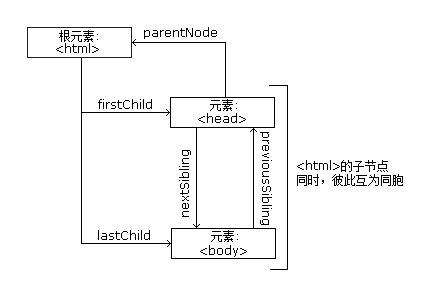 根元素:
<html>
parentNode
firstChild
元素:
<head>
nextSibling
previousSibling
<html>的子节点
同时，彼此互为同胞
lastChild
元素:
<body>